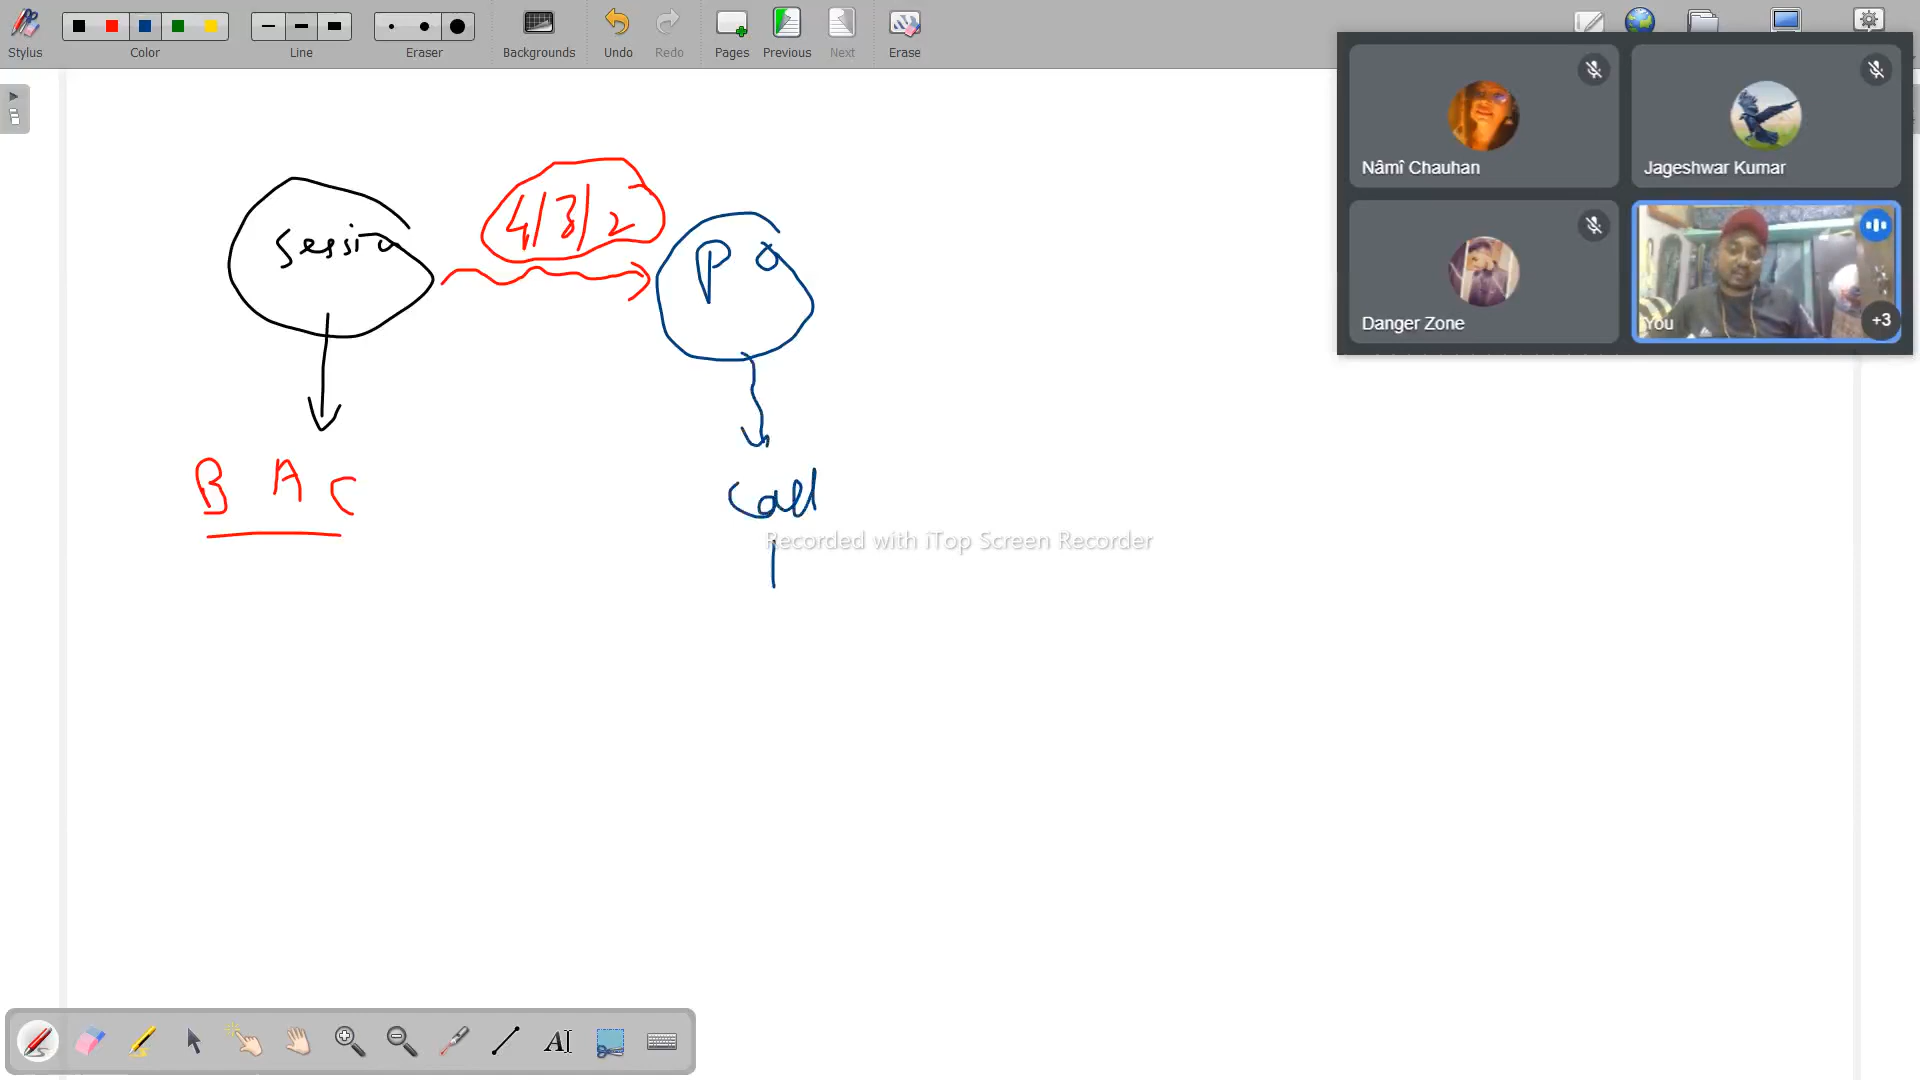 Stylus
Color
Line
Eraser
Backgrounds
Undo
Redo
Pages
Previous
Next
Erase
Nâmî Chauhan
Jageshwar Kumar
Danger Zone
You
+3
4/3/2
P O
B A C
Call
Recorded with iTop Screen Recorder
AI